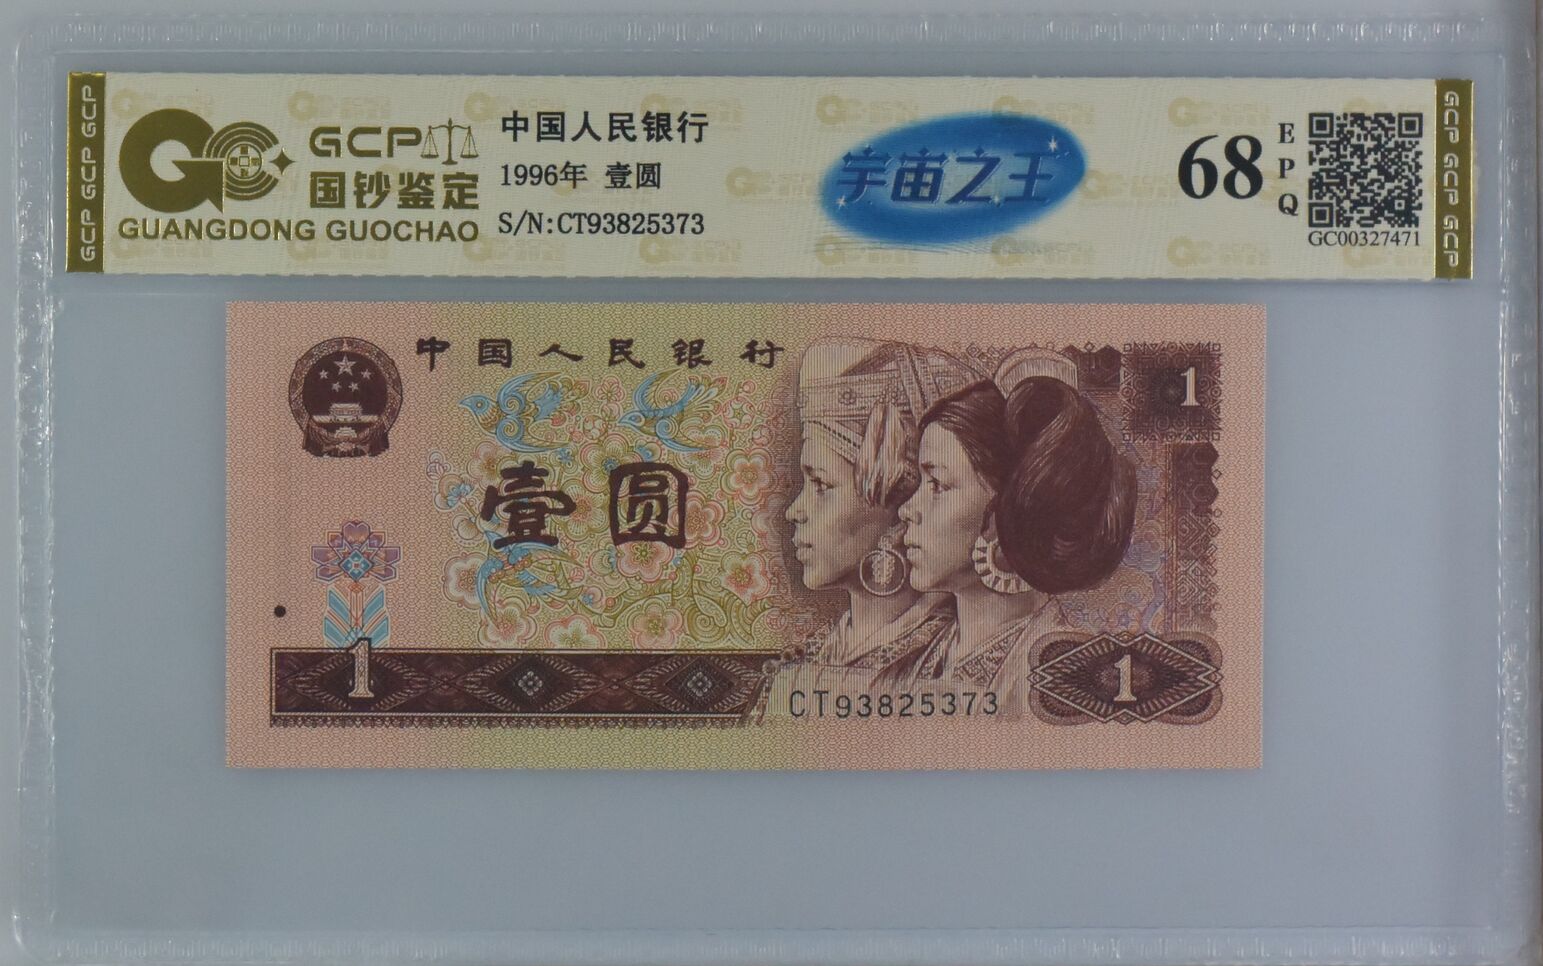 GCP GCP GCP
GCP
国钞鉴定
GUANGDONG GUOCHAO
中国人民银行
1996年 壹圆
S/N:CT93825373
宇宙之王
68
EPQ
GC00327471
GCP GCP GCP
中国人民银行
1
壹圆
1
CT93825373
1